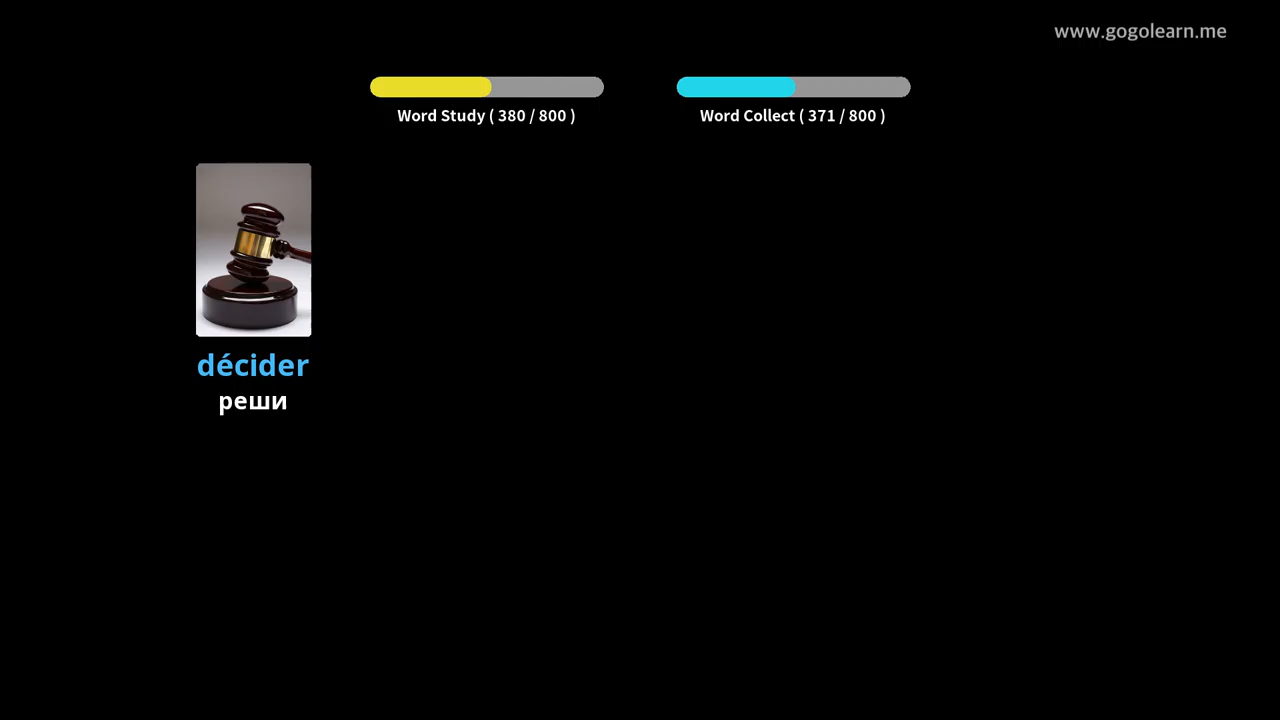 www.gogolearn.me
Word Study ( 380 / 800 )
Word Collect ( 371 / 800 )
décider
реши